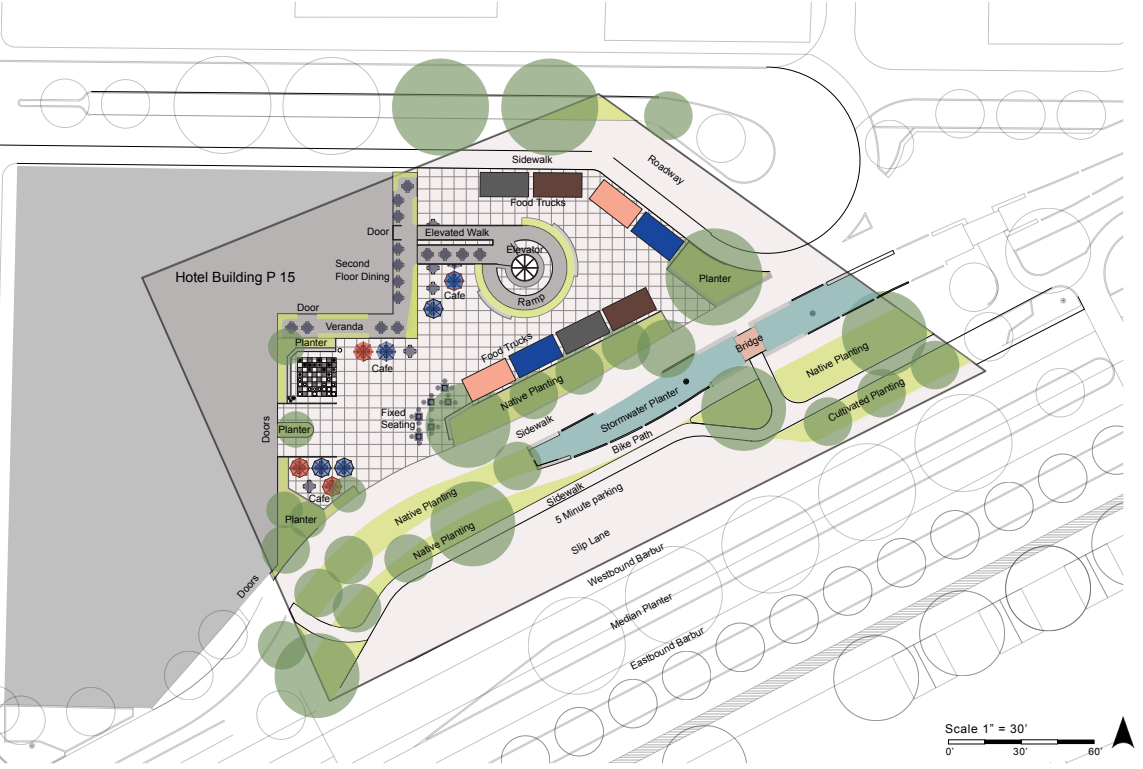 Sidewalk
Roadway
Food Trucks
Door
Elevated Walk
Elevator
Second
Floor Dining
Hotel Building P 15
Planter
Cafe
Ramp
Door
Veranda
Planter
Bridge
Food Trucks
Cafe
Native Planting
Native Planting
Cultivated Planting
Stormwater Planter
Fixed
Seating
Sidewalk
Doors
Planter
Bike Path
Cafe
Sidewalk
5 Minute parking
Native Planting
Planter
Native Planting
Slip Lane
Westbound Barbur
Doors
Median Planter
Eastbound Barbur
Scale 1" = 30'
0' 30' 60'